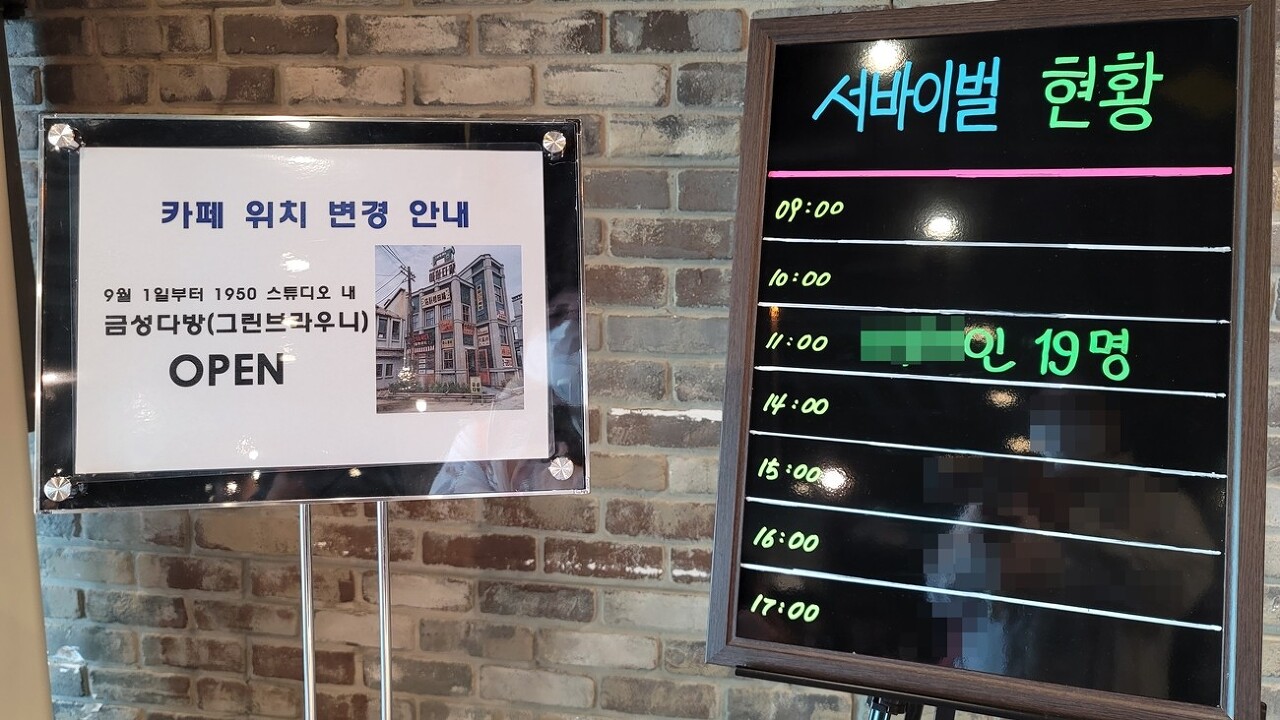 카페 위치 변경 안내
9월 1일부터 1950 스튜디오 내
금성다방(그린브라우니)
OPEN
서바이벌 현황
09:00
10:00
11:00 인 19명
14:00
15:00
16:00
17:00